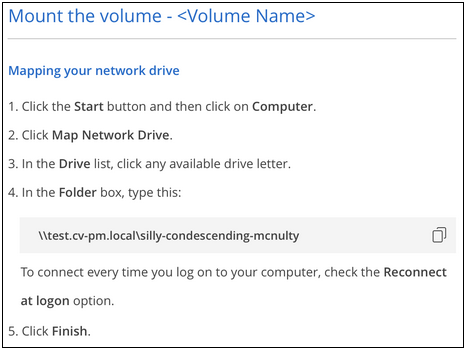 Mount the volume - <Volume Name>
Mapping your network drive
1. Click the Start button and then click on Computer.
2. Click Map Network Drive.
3. In the Drive list, click any available drive letter.
4. In the Folder box, type this:
\\test.cv-pm.local\silly-condescending-mcnulty
To connect every time you log on to your computer, check the Reconnect
at logon option.
5. Click Finish.